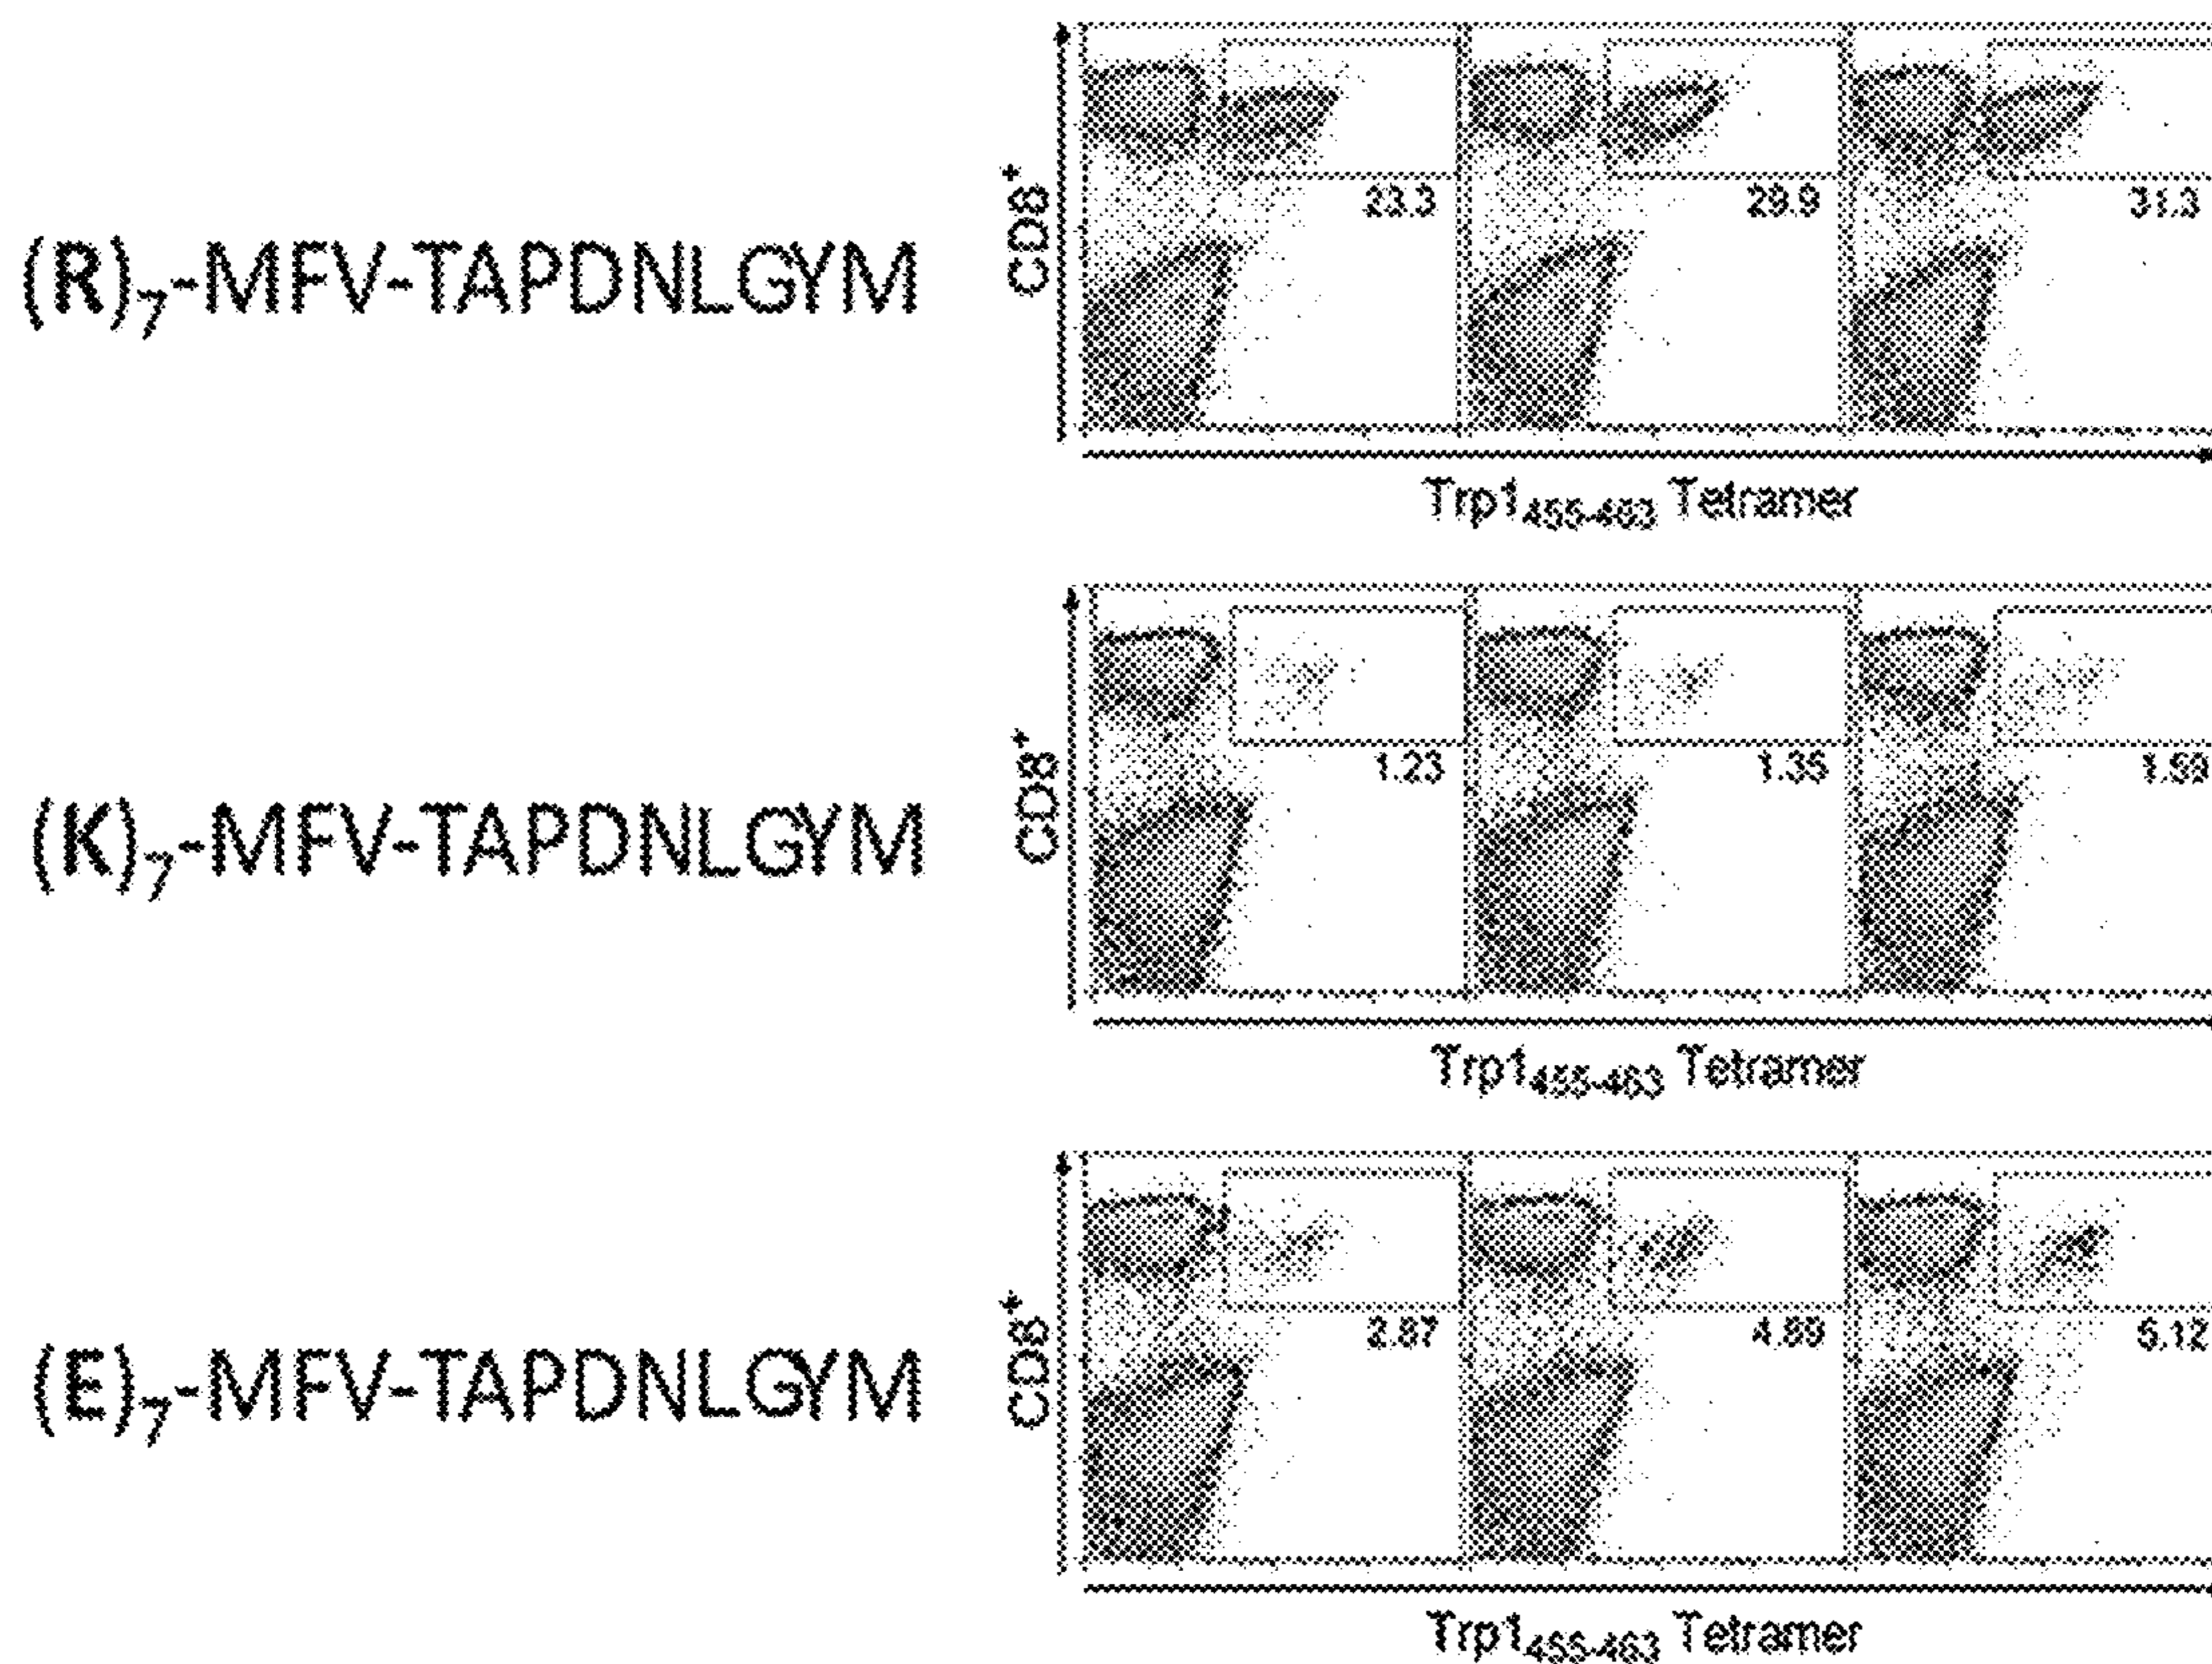 (R)7-MFV-TAPDNLGYM
CD8+
23.3
29.9
31.3
Trp1455-463 Tetramer
(K)7-MFV-TAPDNLGYM
CD8+
1.23
1.35
Trp1455-463 Tetramer
(E)7-MFV-TAPDNLGYM
CD8+
2.87
5.12
Trp1455-463 Tetramer